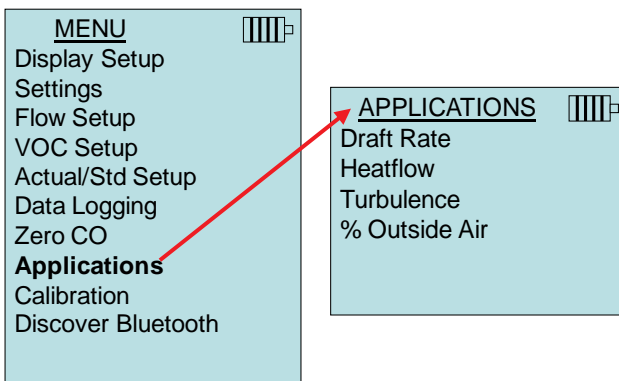 MENU
Display Setup
Settings
Flow Setup
VOC Setup
Actual/Std Setup
Data Logging
Zero CO
Applications
Calibration
Discover Bluetooth
APPLICATIONS
Draft Rate
Heatflow
Turbulence
% Outside Air